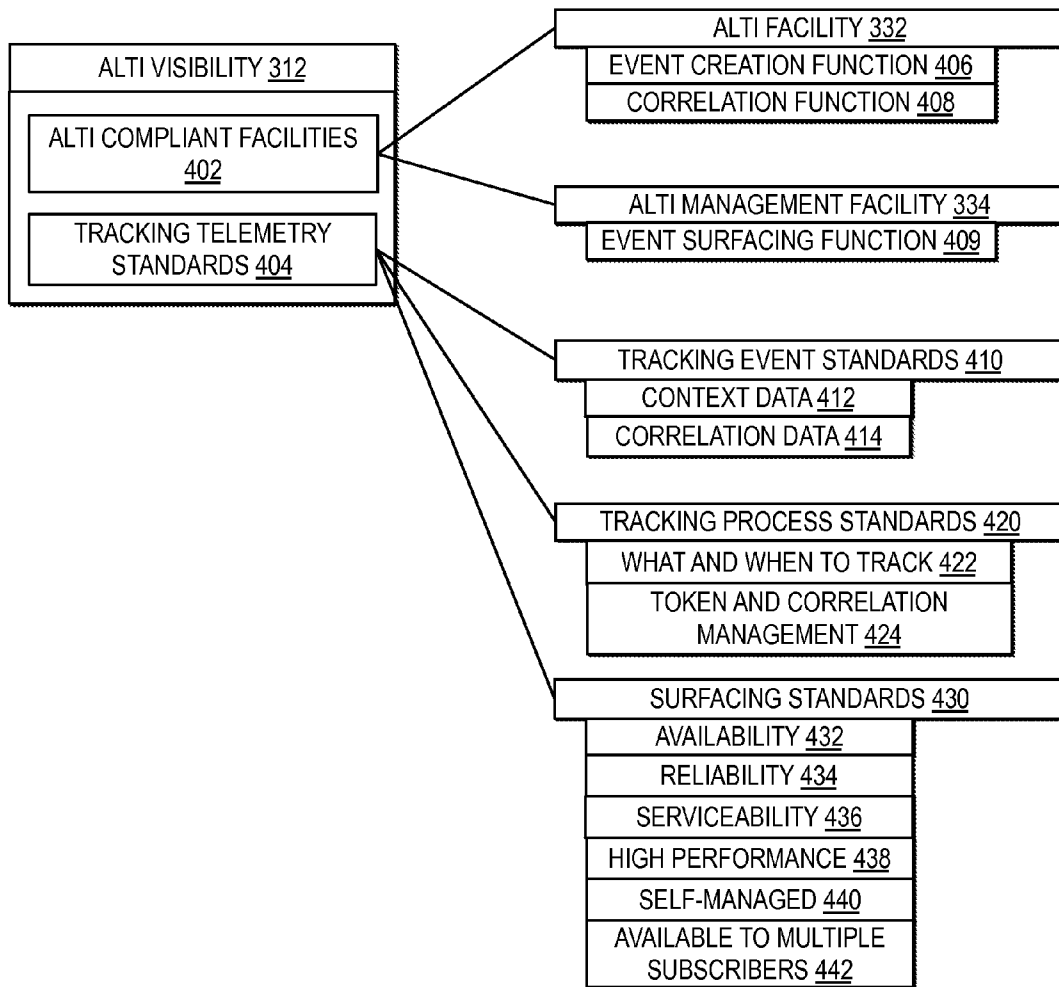 ALTI VISIBILITY 312
ALTI COMPLIANT FACILITIES
402
TRACKING TELEMETRY
STANDARDS 404
ALTI FACILITY 332
EVENT CREATION FUNCTION 406
CORRELATION FUNCTION 408
ALTI MANAGEMENT FACILITY 334
EVENT SURFACING FUNCTION 409
TRACKING EVENT STANDARDS 410
CONTEXT DATA 412
CORRELATION DATA 414
TRACKING PROCESS STANDARDS 420
WHAT AND WHEN TO TRACK 422
TOKEN AND CORRELATION
MANAGEMENT 424
SURFACING STANDARDS 430
AVAILABILITY 432
RELIABILITY 434
SERVICEABILITY 436
HIGH PERFORMANCE 438
SELF-MANAGED 440
AVAILABLE TO MULTIPLE
SUBSCRIBERS 442